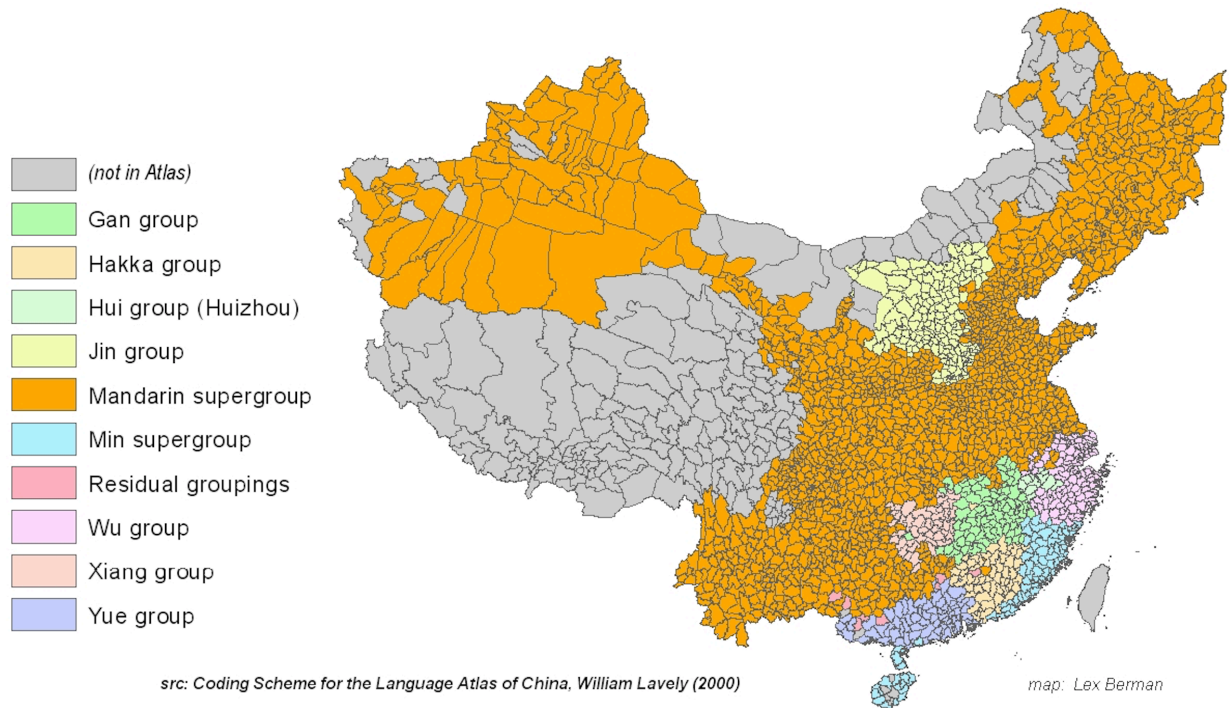 (not in Atlas)
Gan group
Hakka group
Hui group (Huizhou)
Jin group
Mandarin supergroup
Min supergroup
Residual groupings
Wu group
Xiang group
Yue group
src: Coding Scheme for the Language Atlas of China, William Lavely (2000)
map: Lex Berman